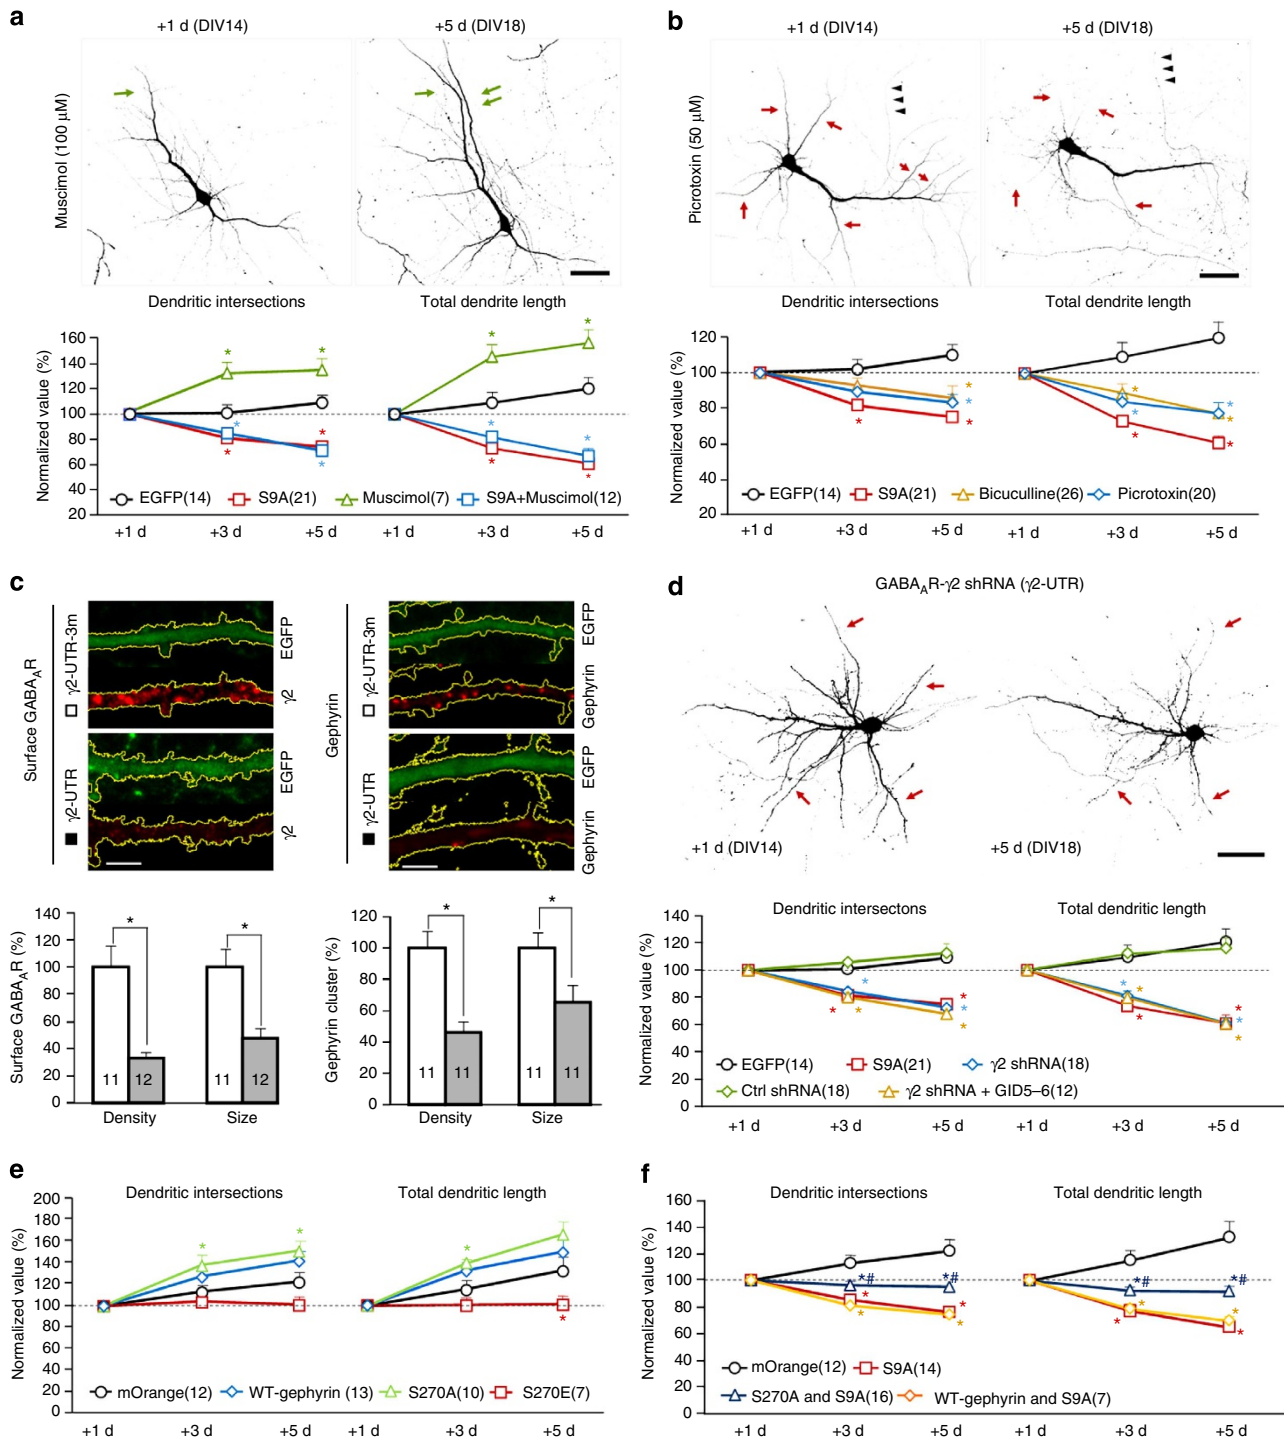 a
+1 d (DIV14)
+5 d (DIV18)
Muscimol (100 µM)
Dendritic intersections
Total dendrite length
Normalized value (%)
160
140
120
100
80
60
40
20
* * * *
* * * *
* * * *
EGFP(14) S9A(21) Muscimol(7) S9A+Muscimol(12)
+1 d +3 d +5 d +1 d +3 d +5 d
b
+1 d (DIV14)
+5 d (DIV18)
Picrotoxin (50 µM)
Dendritic intersections
Total dendrite length
Normalized value (%)
120
100
80
60
40
20
* * * *
* * * *
* * *
EGFP(14) S9A(21) Bicuculline(26) Picrotoxin(20)
+1 d +3 d +5 d +1 d +3 d +5 d
c
Surface GABAAR
γ2-UTR-3m
γ2-UTR
EGFP
γ2
EGFP
γ2
Gephyrin
γ2-UTR-3m
γ2-UTR
EGFP
Gephyrin
EGFP
Gephyrin
Surface GABAAR (%)
140
120
100
80
60
40
20
0
* *
11 12 11 12
Density Size
Gephyrin cluster (%)
120
100
80
60
40
20
0
* *
11 11 11 11
Density Size
d
GABAAR-γ2 shRNA (γ2-UTR)
+1 d (DIV14)
+5 d (DIV18)
Dendritic intersectons
Total dendritic length
Normalized value (%)
140
120
100
80
60
40
20
0
* * * *
* * * *
* * * *
EGFP(14) S9A(21) γ2 shRNA(18)
Ctrl shRNA(18) γ2 shRNA + GID5–6(12)
+1 d +3 d +5 d +1 d +3 d +5 d
e
Dendritic intersections
Total dendritic length
Normalized value (%)
200
180
160
140
120
100
80
60
40
20
0
* * * *
mOrange(12) WT-gephyrin (13) S270A(10) S270E(7)
+1 d +3 d +5 d +1 d +3 d +5 d
f
Dendritic intersections
Total dendritic length
Normalized value (%)
160
140
120
100
80
60
40
20
0
*# *# *# *#
* * * *
* * * *
mOrange(12) S9A(14)
S270A and S9A(16) WT-gephyrin and S9A(7)
+1 d +3 d +5 d +1 d +3 d +5 d